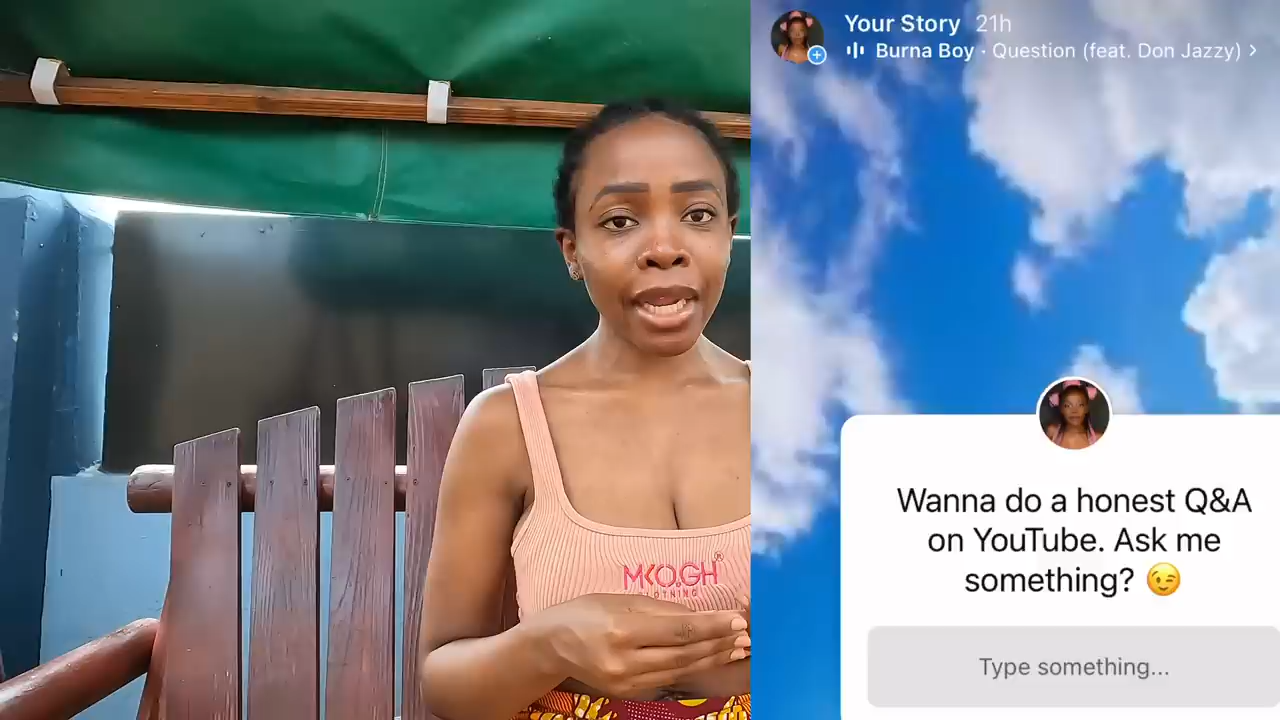 Your Story 21h
Burna Boy · Question (feat. Don Jazzy) >
Wanna do a honest Q&A
on YouTube. Ask me
something? 😉
Type something...
MKO.GH®
CLOTHING